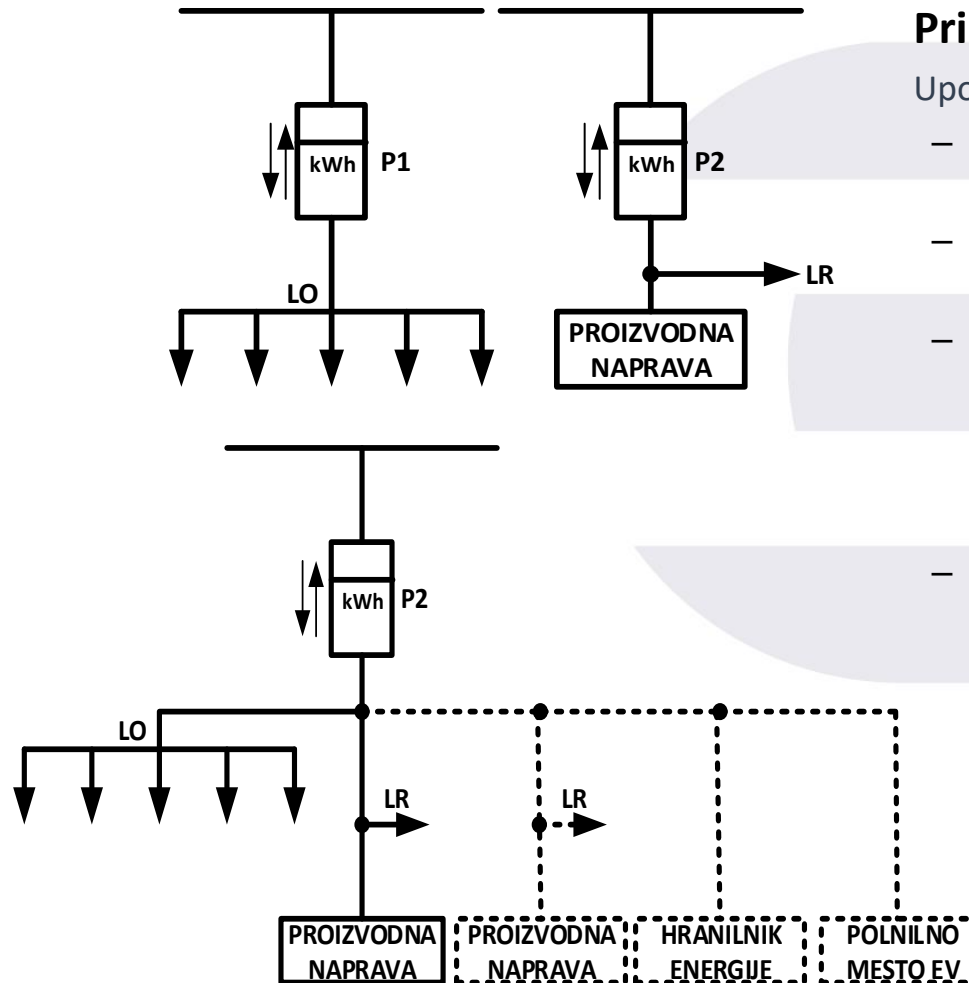 Pri
Upo
–
–
–
–
kWh P1
LO
kWh P2
LR
PROIZVODNA
NAPRAVA
kWh P2
LO
LR
LR
PROIZVODNA
NAPRAVA
PROIZVODNA
NAPRAVA
HRANILNIK
ENERGIJE
POLNILNO
MESTO EV